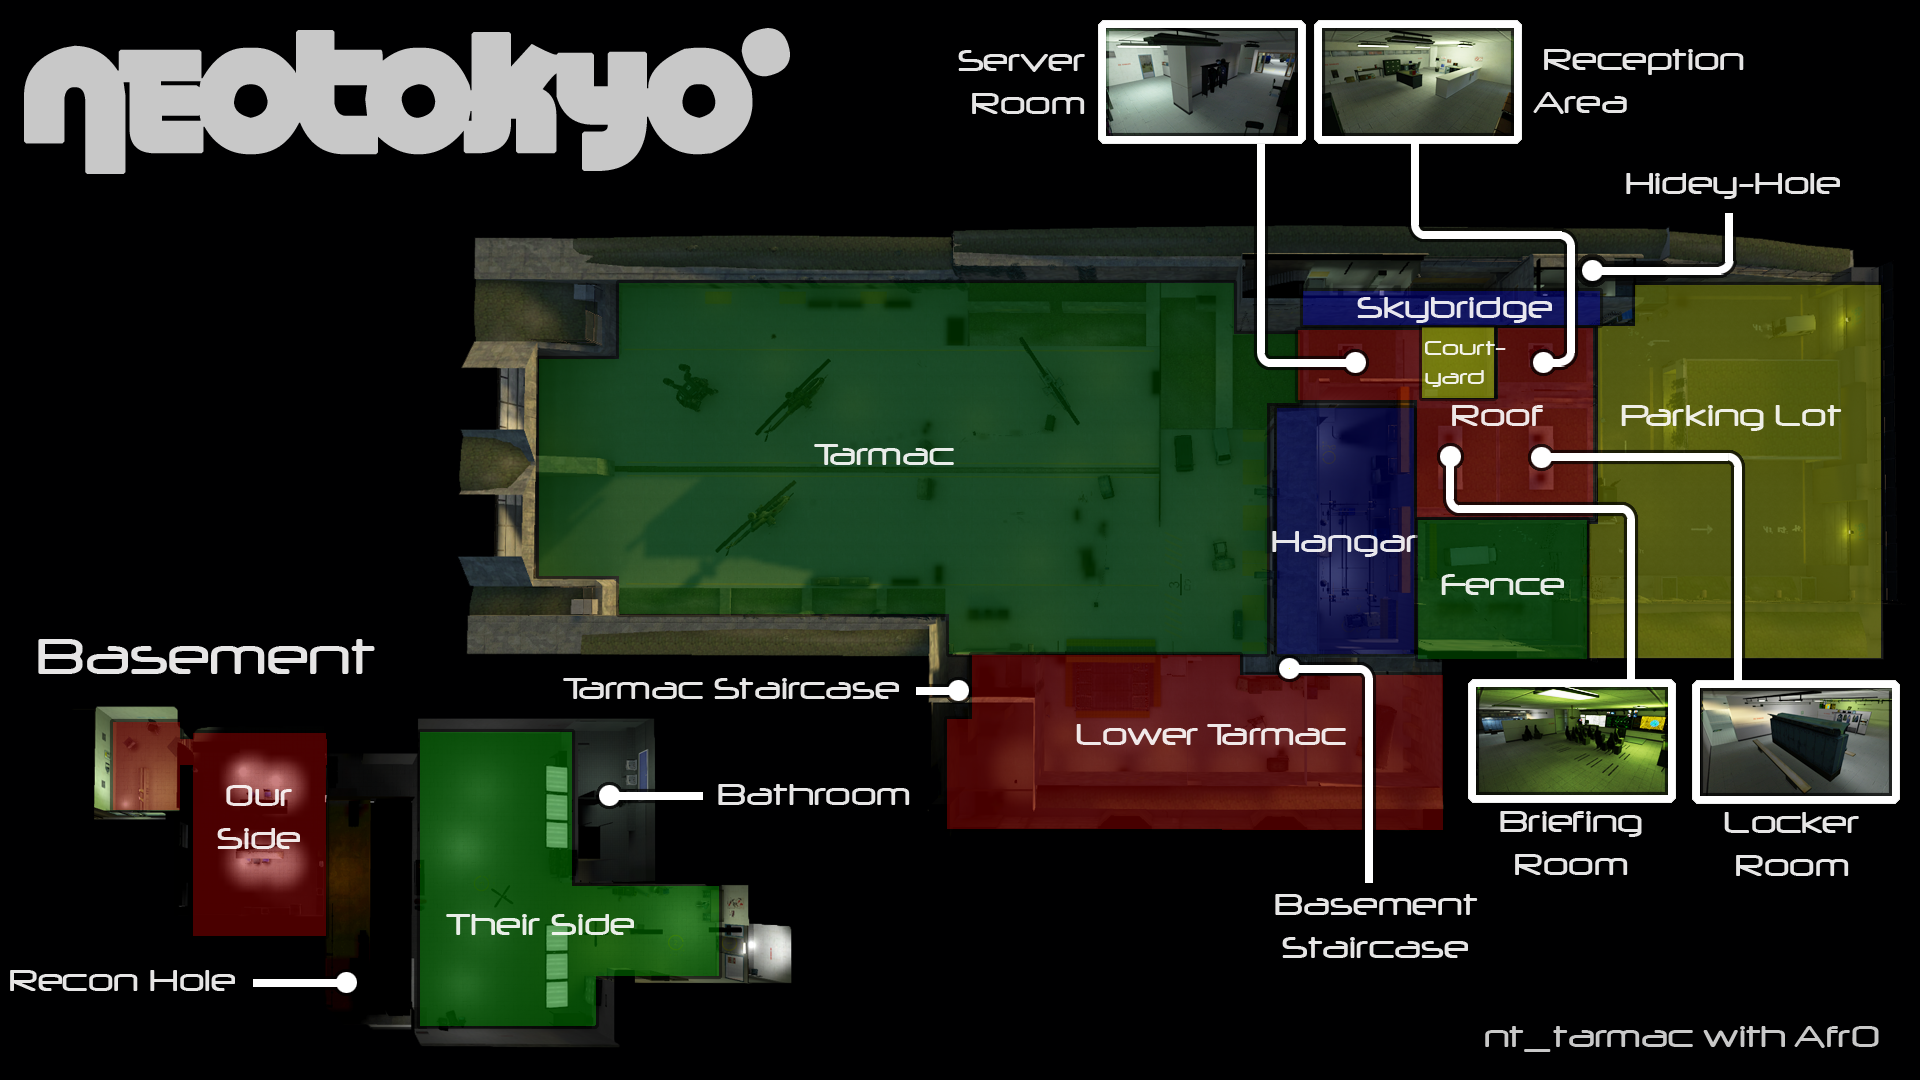 neotokyo
Server
Room
Reception
Area
Hidey-Hole
Skybridge
Court-
yard
Roof
Parking Lot
Tarmac
Hangar
Fence
Basement
Tarmac Staircase
Lower Tarmac
Our
Side
Bathroom
Briefing
Room
Locker
Room
Their Side
Basement
Staircase
Recon Hole
nt_tarmac with Afr0